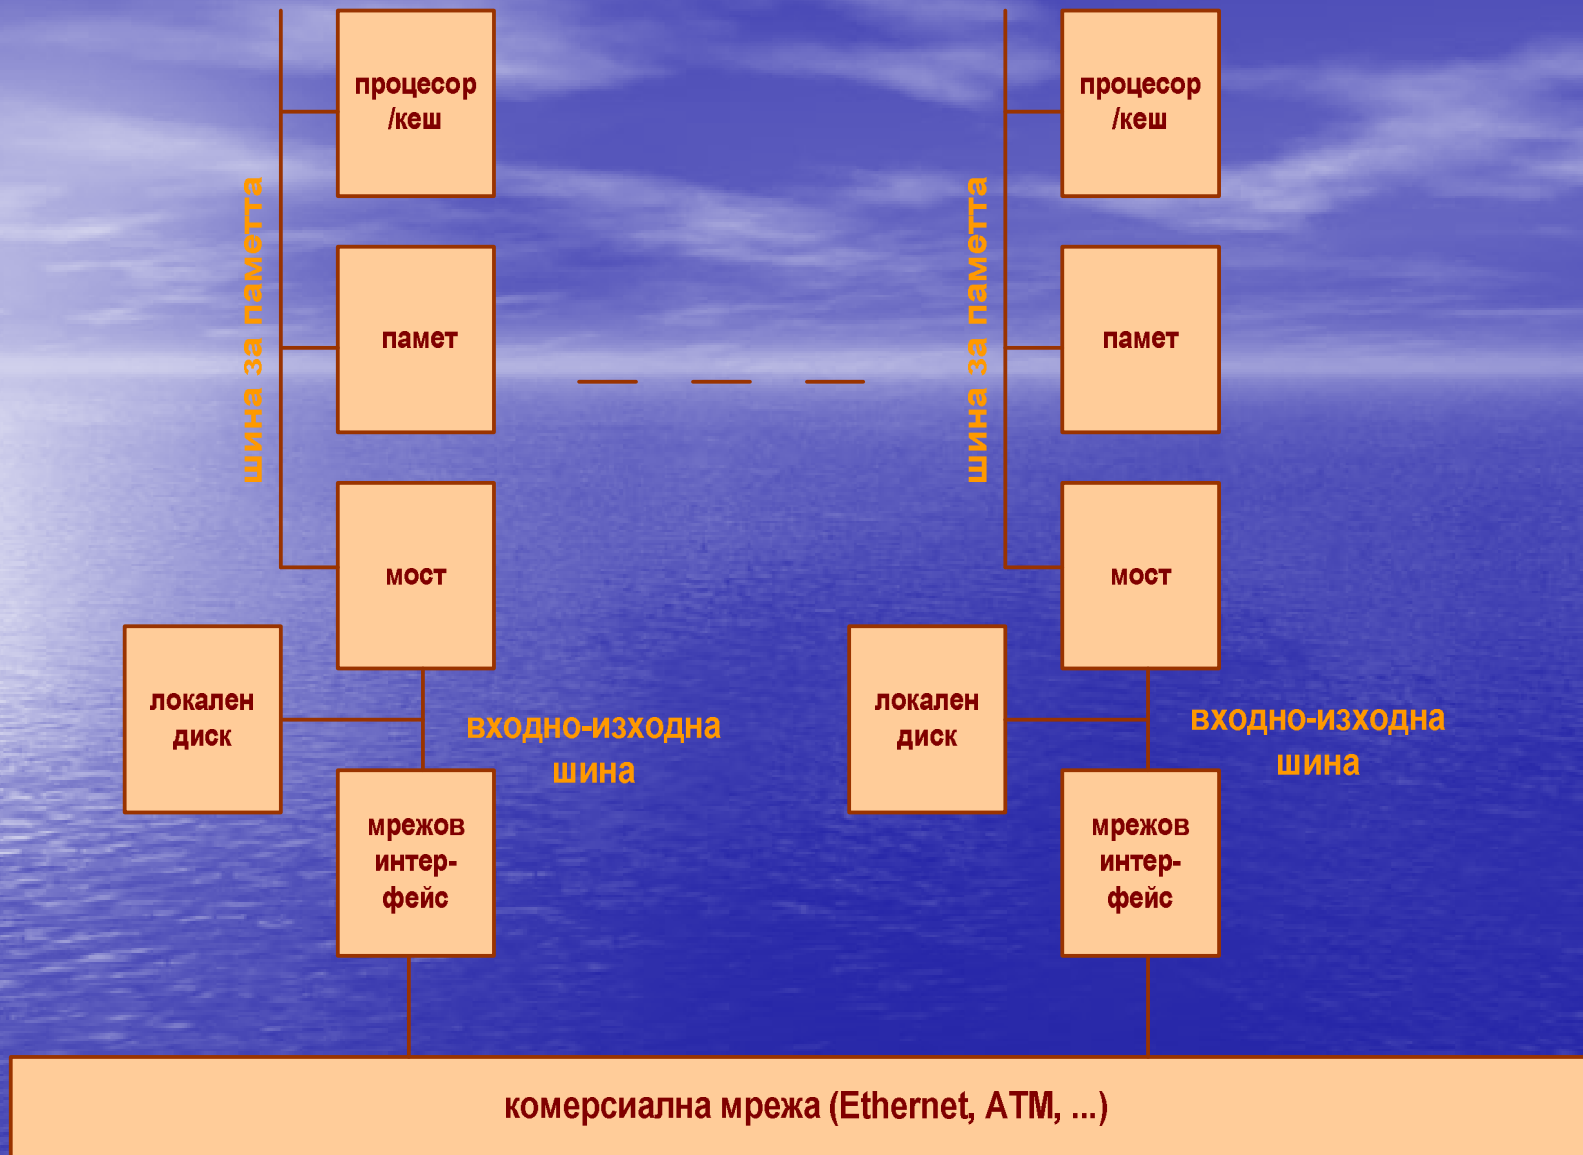 процесор
/кеш
шина за паметта
памет
мост
локален
диск
входно-изходна
шина
мрежов
интер-
фейс
процесор
/кеш
шина за паметта
памет
мост
локален
диск
входно-изходна
шина
мрежов
интер-
фейс
комерсиална мрежа (Ethernet, ATM, ...)